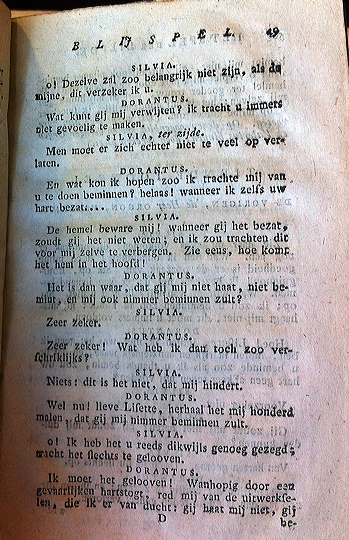 BLIJSPEL. 49
SILVIA.
o! Dezelve zal zoo belangrijk niet zijn, als de
mijne, dit verzeker ik u.
DORANTUS.
Wat kunt gij mij verwijten? ik tracht u immers
niet gevoelig te maken.
SILVIA, ter zijde.
Men moet er zich echter niet te veel op ver-
laten.
DORANTUS.
En wat kon ik hopen zoo ik trachte mij van
u te doen beminnen? helaas! wanneer ik zelfs uw
hart bezat....
SILVIA.
De hemel beware mij! wanneer gij het bezat,
zoudt gij het niet weten; en ik zou trachten dit
voor mij zelve te verbergen. Zie eens, hoe komt
het hem in het hoofd!
DORANTUS.
Het is dan waar, dat gij mij niet haat, niet be-
mint, en mij ook nimmer beminnen zult?
SILVIA.
Zeer zeker.
DORANTUS.
Zeer zeker! Wat heb ik dan toch zoo ver-
schriklijks?
SILVIA.
Niets: dit is het niet, dat mij hindert.
DORANTUS.
Wel nu! lieve Lisette, herhaal het mij honderd
malen, dat gij mij nimmer beminnen zult.
SILVIA.
o! Ik heb het u reeds dikwijls genoeg gezegd;
tracht het slechts te gelooven.
DORANTUS.
Ik moet het gelooven! Wanhopig door een
gevaarlijken hartstogt, red mij van de uitwerkse-
len, die ik er van ducht: gij haat mij niet, gij
D be-